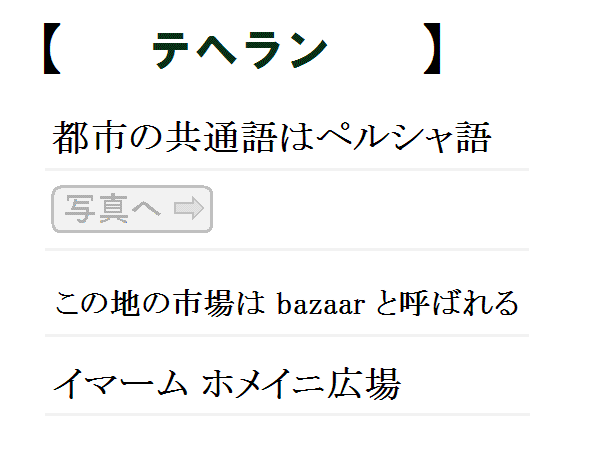 【　テヘラン　】
都市の共通語はペルシャ語
写真へ ⇨
この地の市場は bazaar と呼ばれる
イマーム ホメイニ広場